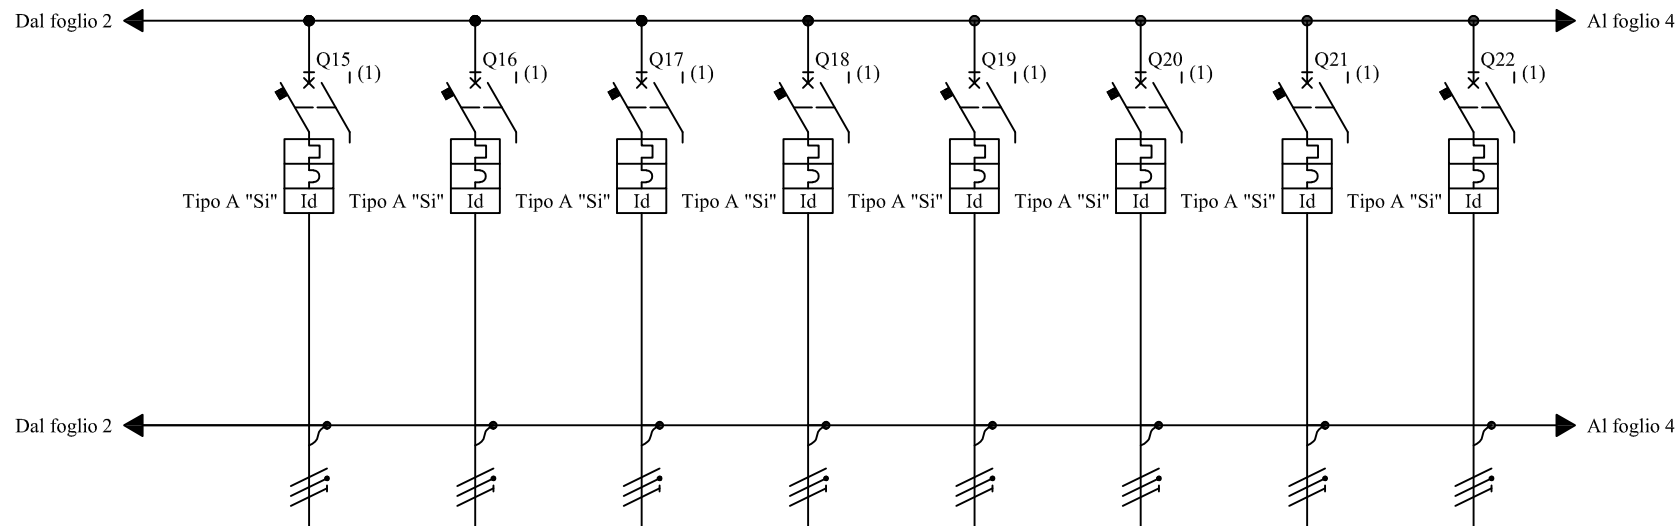 Dal foglio 2 Al foglio 4
Q15 Q16 Q17 Q18 Q19 Q20 Q21 Q22
(1) (1) (1) (1) (1) (1) (1) (1)
Tipo A "Si" Id Tipo A "Si" Id Tipo A "Si" Id Tipo A "Si" Id Tipo A "Si" Id Tipo A "Si" Id Tipo A "Si" Id Tipo A "Si" Id
Dal foglio 2 Al foglio 4